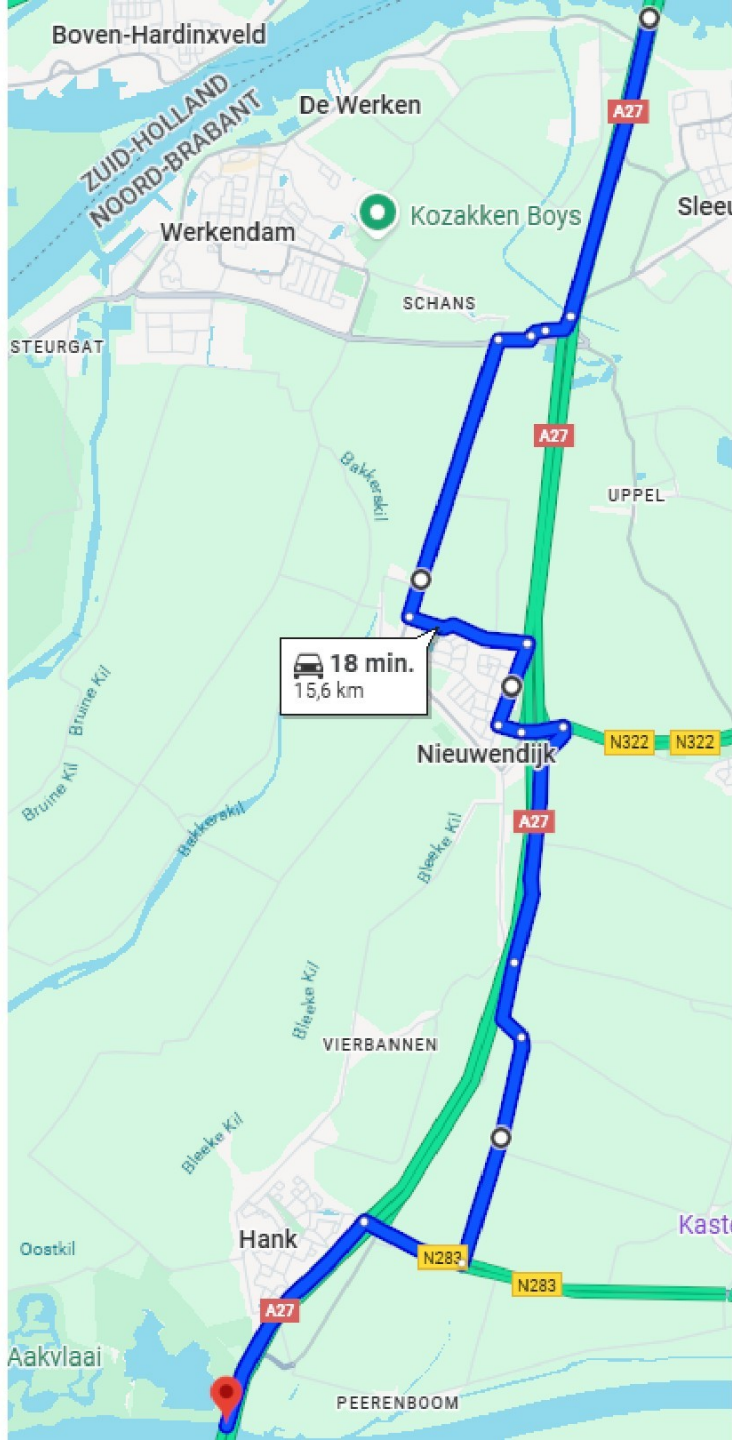 Boven-Hardinxveld
De Werken
A27
ZUID-HOLLAND
NOORD-BRABANT
Kozakken Boys
Sleeu
Werkendam
SCHANS
STEURGAT
A27
Bakkerskil
UPPEL
18 min.
15,6 km
Bruine Kil
N322
N322
Nieuwendijk
Bruine Kil
Bakkerskil
A27
Bleeke Kil
Bleeke Kil
VIERBANNEN
Bleeke Kil
Kaste
Hank
Oostkil
N283
N283
A27
Aakvlaai
PEERENBOOM